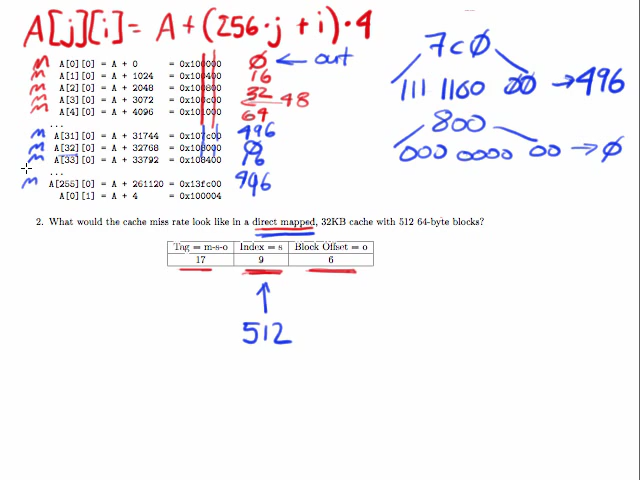 A[j][i] = A + (256·j + i)·4
m A[0][0] = A + 0 = 0x100000 0 ← out
m A[1][0] = A + 1024 = 0x100400 16
m A[2][0] = A + 2048 = 0x100800 32
m A[3][0] = A + 3072 = 0x100c00 48
m A[4][0] = A + 4096 = 0x101000 64
...
m A[31][0] = A + 31744 = 0x107c00 496
m A[32][0] = A + 32768 = 0x108000 0
m A[33][0] = A + 33792 = 0x108400 16
...
m A[255][0] = A + 261120 = 0x13fc00 496
A[0][1] = A + 4 = 0x100004
7c0
111 1100 00 → 496
800
000 0000 00 → 0
2. What would the cache miss rate look like in a direct mapped, 32KB cache with 512 64-byte blocks?
Tag = m-s-o Index = s Block Offset = o
17 9 6
512